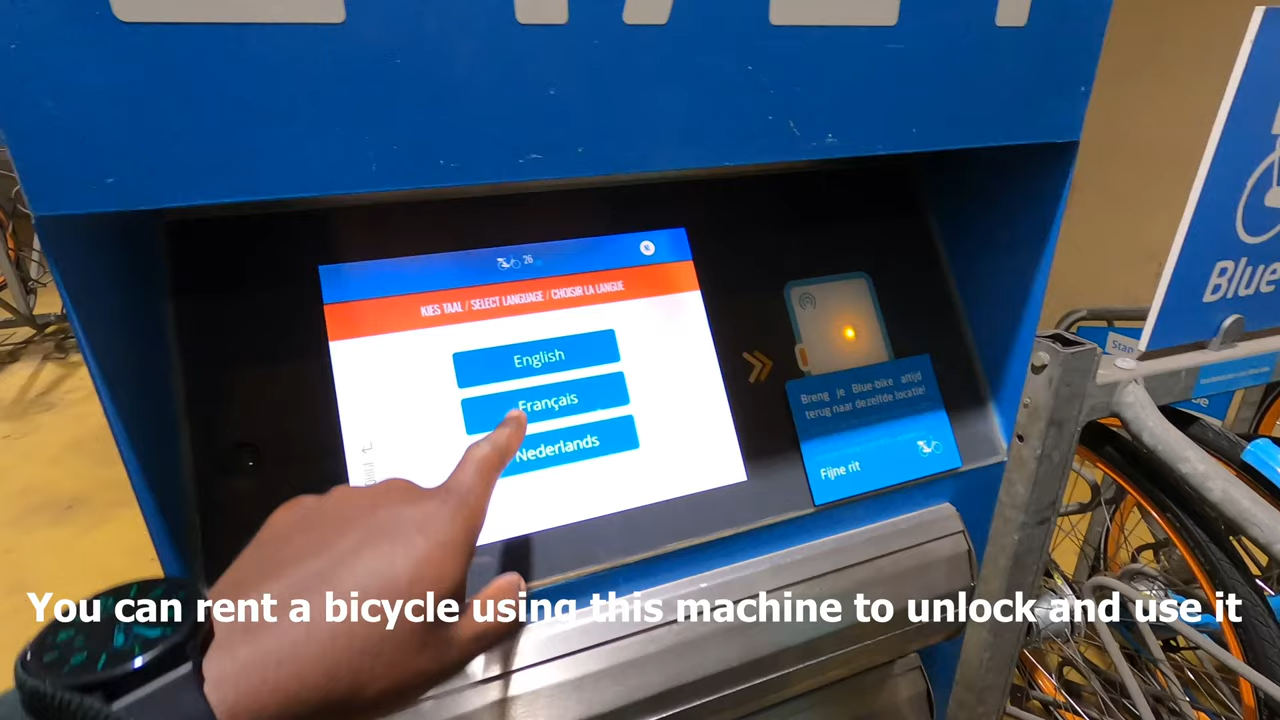 26
KIES TAAL / SELECT LANGUAGE / CHOISIR LA LANGUE
English
Français
Nederlands
Breng je Blue-bike altijd
terug naar dezelfde locatie!
Fijne rit
Blue-
You can rent a bicycle using this machine to unlock and use it